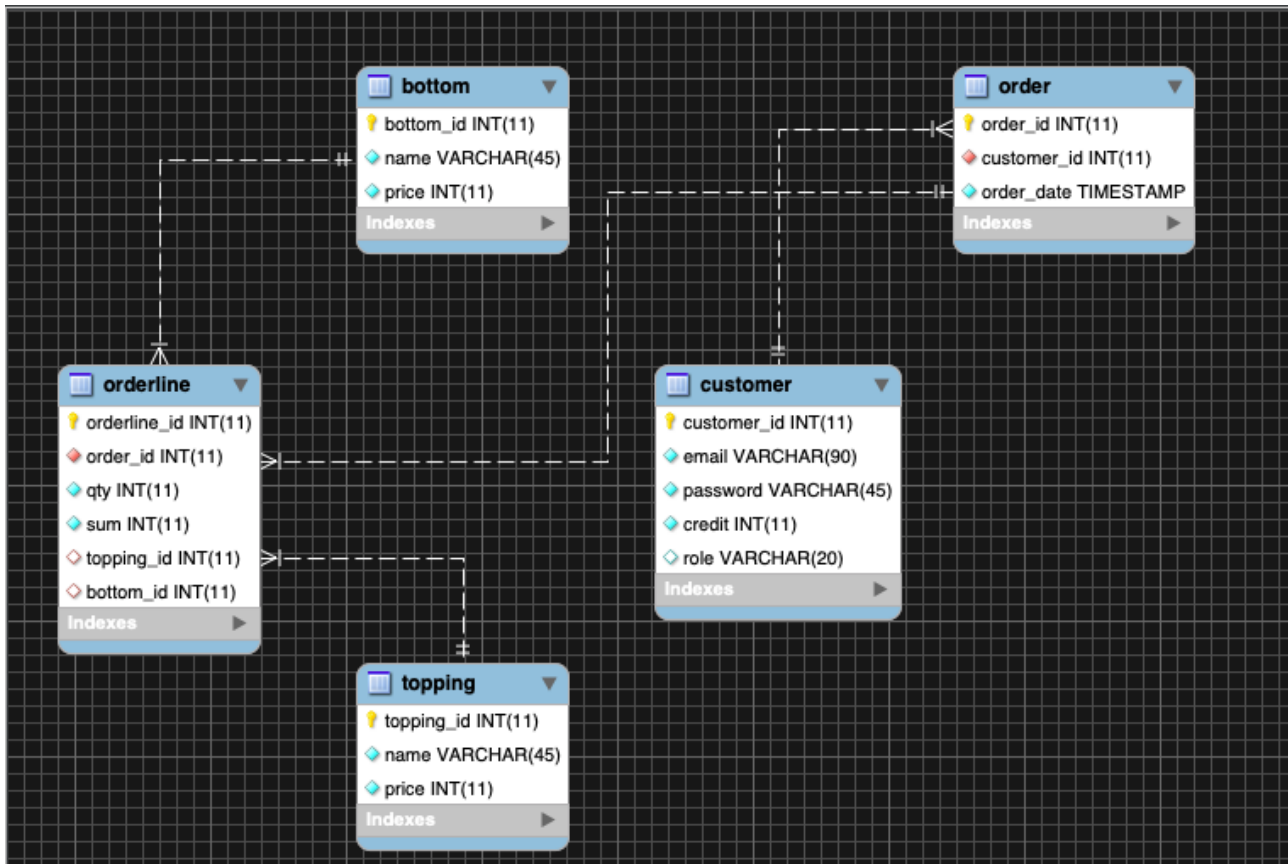 bottom
bottom_id INT(11)
name VARCHAR(45)
price INT(11)
Indexes
order
order_id INT(11)
customer_id INT(11)
order_date TIMESTAMP
Indexes
orderline
orderline_id INT(11)
order_id INT(11)
qty INT(11)
sum INT(11)
topping_id INT(11)
bottom_id INT(11)
Indexes
customer
customer_id INT(11)
email VARCHAR(90)
password VARCHAR(45)
credit INT(11)
role VARCHAR(20)
Indexes
topping
topping_id INT(11)
name VARCHAR(45)
price INT(11)
Indexes